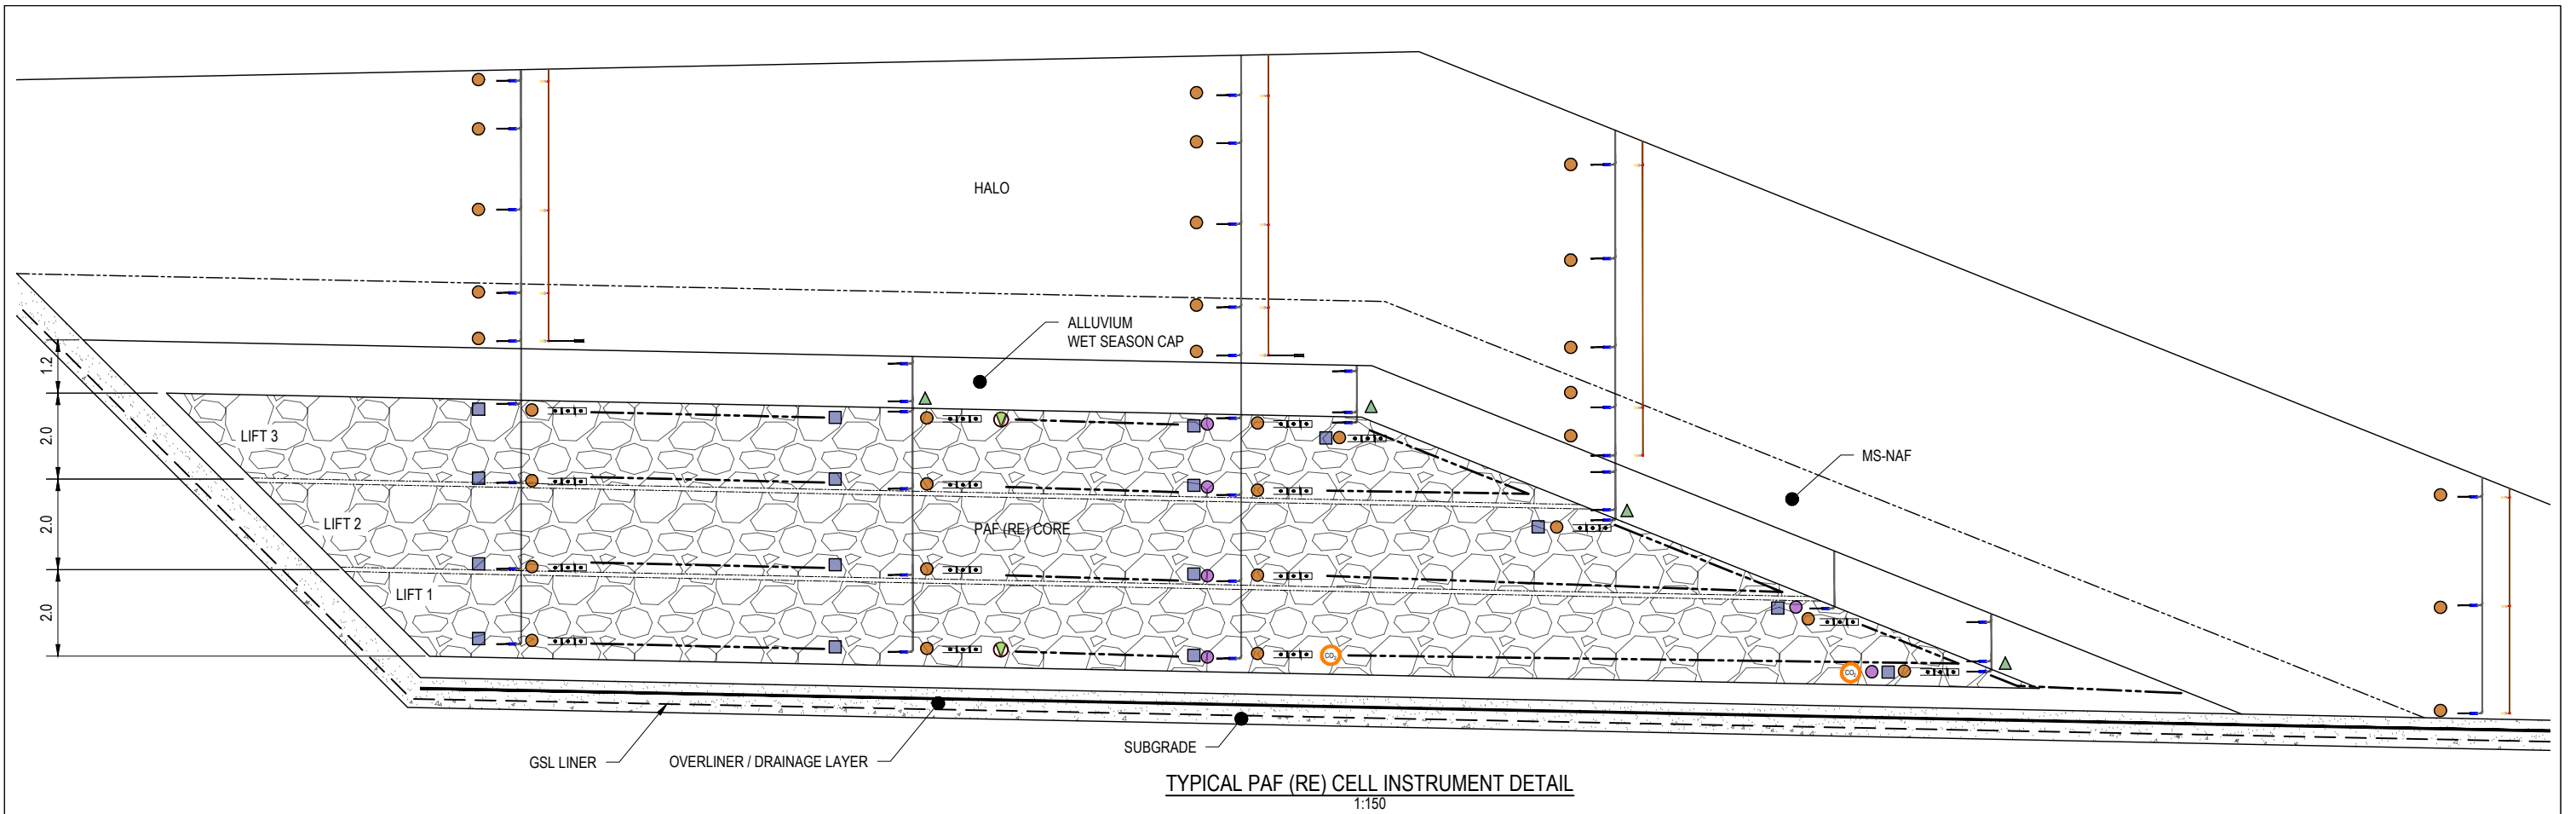 HALO
ALLUVIUM
WET SEASON CAP
1.2
2.0
LIFT 3
MS-NAF
2.0
LIFT 2
PAF (RE) CORE
2.0
LIFT 1
CO2
CO2
GSL LINER
OVERLINER / DRAINAGE LAYER
SUBGRADE
TYPICAL PAF (RE) CELL INSTRUMENT DETAIL
1:150